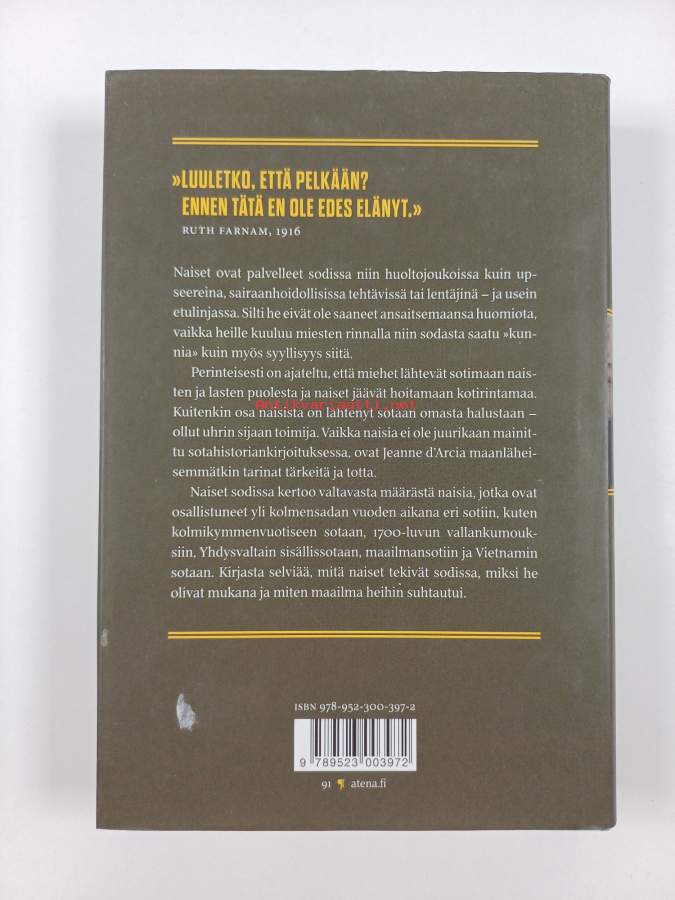 »LUULETKO, ETTÄ PELKÄÄN?
ENNEN TÄTÄ EN OLE EDES ELÄNYT.»
RUTH FARNAM, 1916
Naiset ovat palvelleet sodissa niin huoltojoukoissa kuin up-
seereina, sairaanhoidollisissa tehtävissä tai lentäjinä – ja usein
etulinjassa. Silti he eivät ole saaneet ansaitsemaansa huomiota,
vaikka heille kuuluu miesten rinnalla niin sodasta saatu »kun-
nia» kuin myös syyllisyys siitä.
Perinteisesti on ajateltu, että miehet lähtevät sotimaan nais-
ten ja lasten puolesta ja naiset jäävät hoitamaan kotirintamaa.
antikvariaatti.net
Kuitenkin osa naisista on lähtenyt sotaan omasta halustaan –
ollut uhrin sijaan toimija. Vaikka naisia ei ole juurikaan mainit-
tu sotahistoriankirjoituksessa, ovat Jeanne d'Arcia maanlähei-
semmätkin tarinat tärkeitä ja totta.
Naiset sodissa kertoo valtavasta määrästä naisia, jotka ovat
osallistuneet yli kolmensadan vuoden aikana eri sotiin, kuten
kolmikymmenvuotiseen sotaan, 1700-luvun vallankumouk-
siin, Yhdysvaltain sisällissotaan, maailmansotiin ja Vietnamin
sotaan. Kirjasta selviää, mitä naiset tekivät sodissa, miksi he
olivat mukana ja miten maailma heihin suhtautui.
ISBN 978-952-300-397-2
9 789523 003972
91 atena.fi